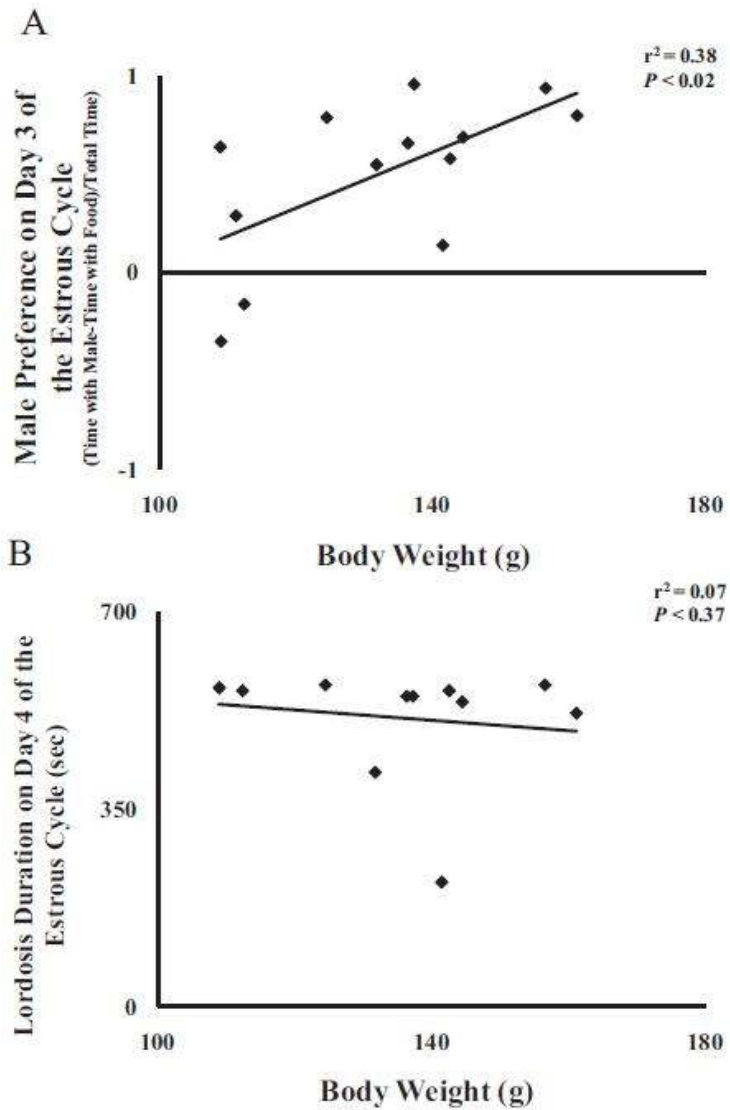 A
r² = 0.38
P < 0.02
Male Preference on Day 3 of
the Estrous Cycle
(Time with Male-Time with Food)/Total Time)
1
0
-1
100
140
180
Body Weight (g)
B
r² = 0.07
P < 0.37
Lordosis Duration on Day 4 of the
Estrous Cycle (sec)
700
350
0
100
140
180
Body Weight (g)